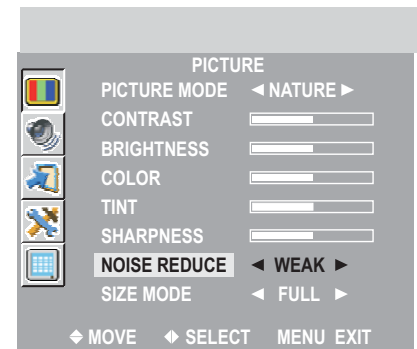 PICTURE
PICTURE MODE ◄ NATURE ►
CONTRAST
BRIGHTNESS
COLOR
TINT
SHARPNESS
NOISE REDUCE ◄ WEAK ►
SIZE MODE ◄ FULL ►
MOVE SELECT MENU EXIT